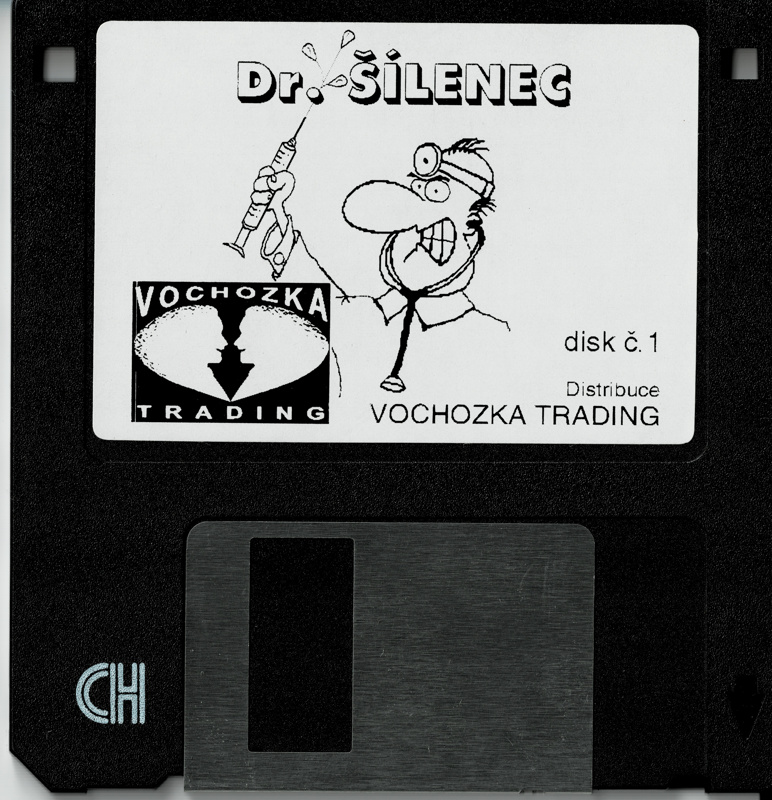 Dr. ŠÍLENEC
VOCHOZKA
TRADING
disk č. 1
Distribuce
VOCHOZKA TRADING
CH